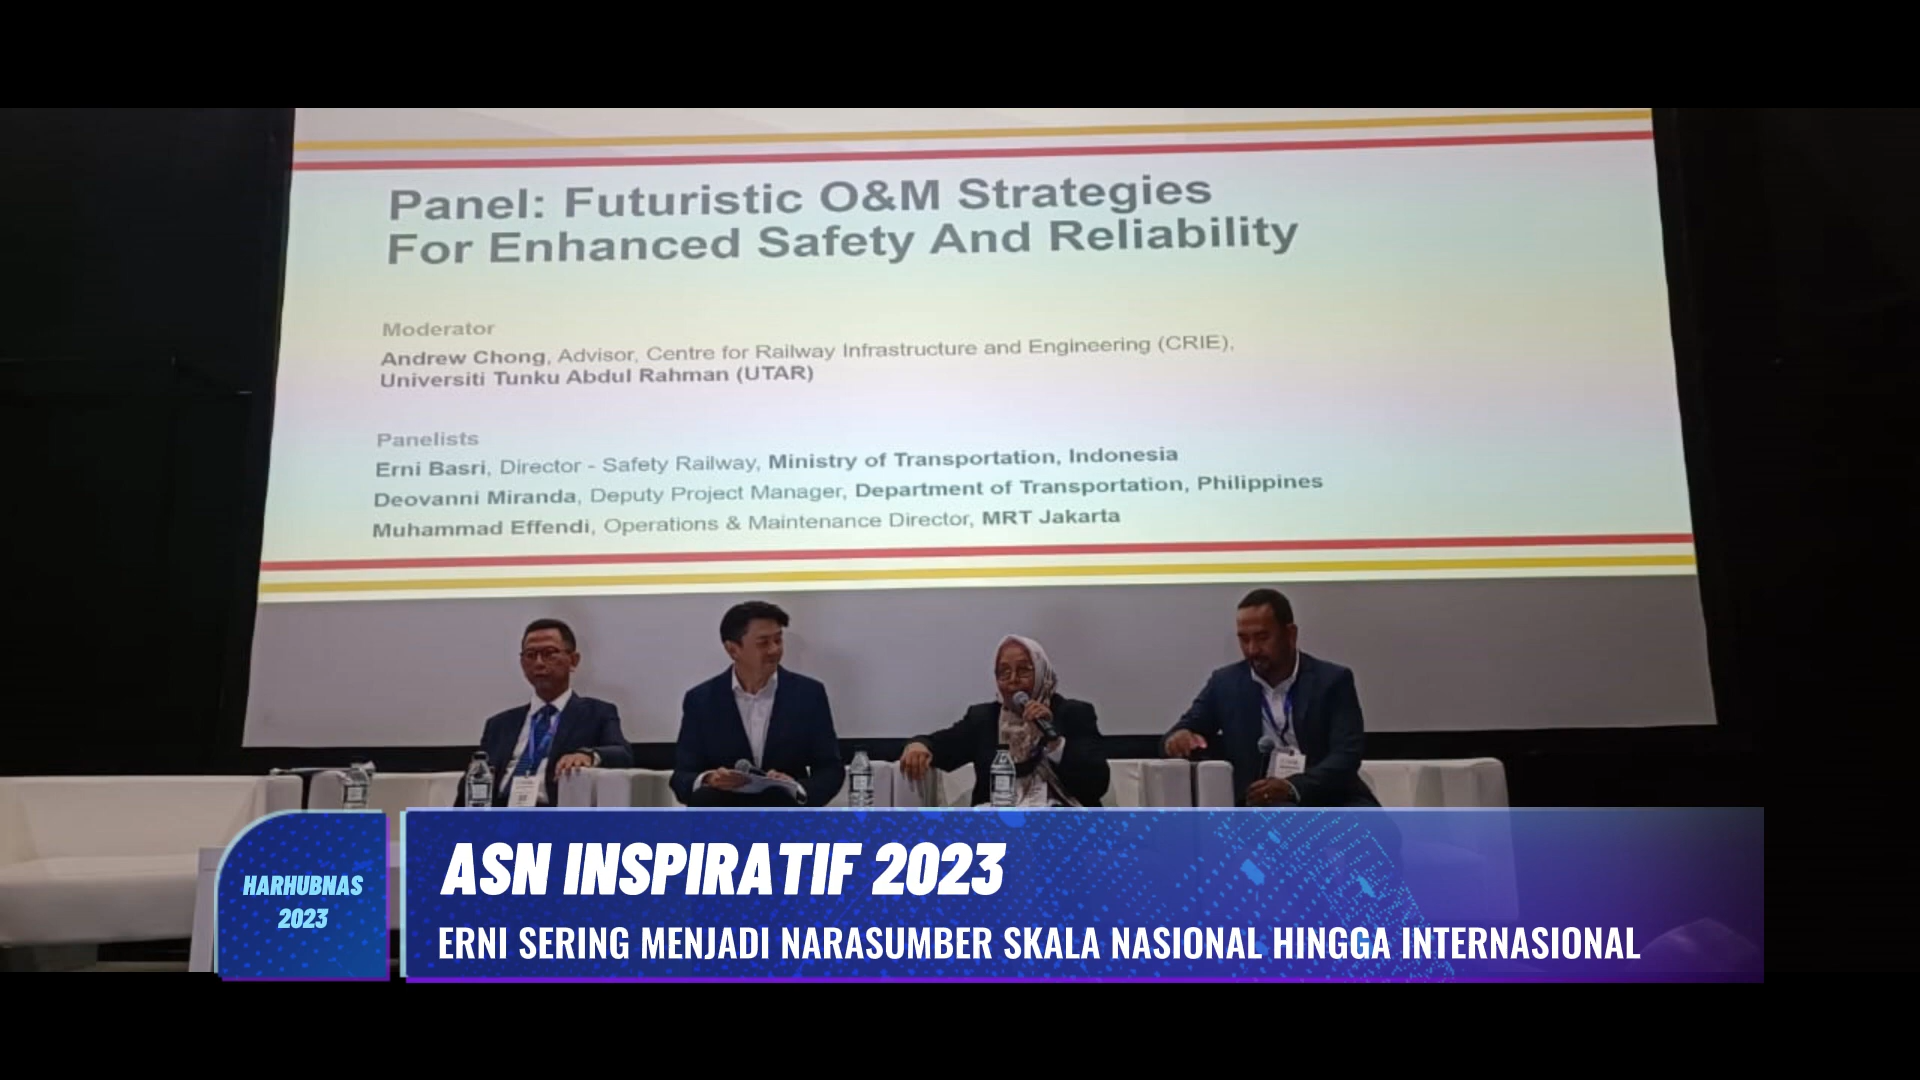 Panel: Futuristic O&M Strategies
For Enhanced Safety And Reliability
Moderator
Andrew Chong, Advisor, Centre for Railway Infrastructure and Engineering (CRIE),
Universiti Tunku Abdul Rahman (UTAR)
Panelists
Erni Basri, Director - Safety Railway, Ministry of Transportation, Indonesia
Deovanni Miranda, Deputy Project Manager, Department of Transportation, Philippines
Muhammad Effendi, Operations & Maintenance Director, MRT Jakarta
HARHUBNAS
2023
ASN INSPIRATIF 2023
ERNI SERING MENJADI NARASUMBER SKALA NASIONAL HINGGA INTERNASIONAL